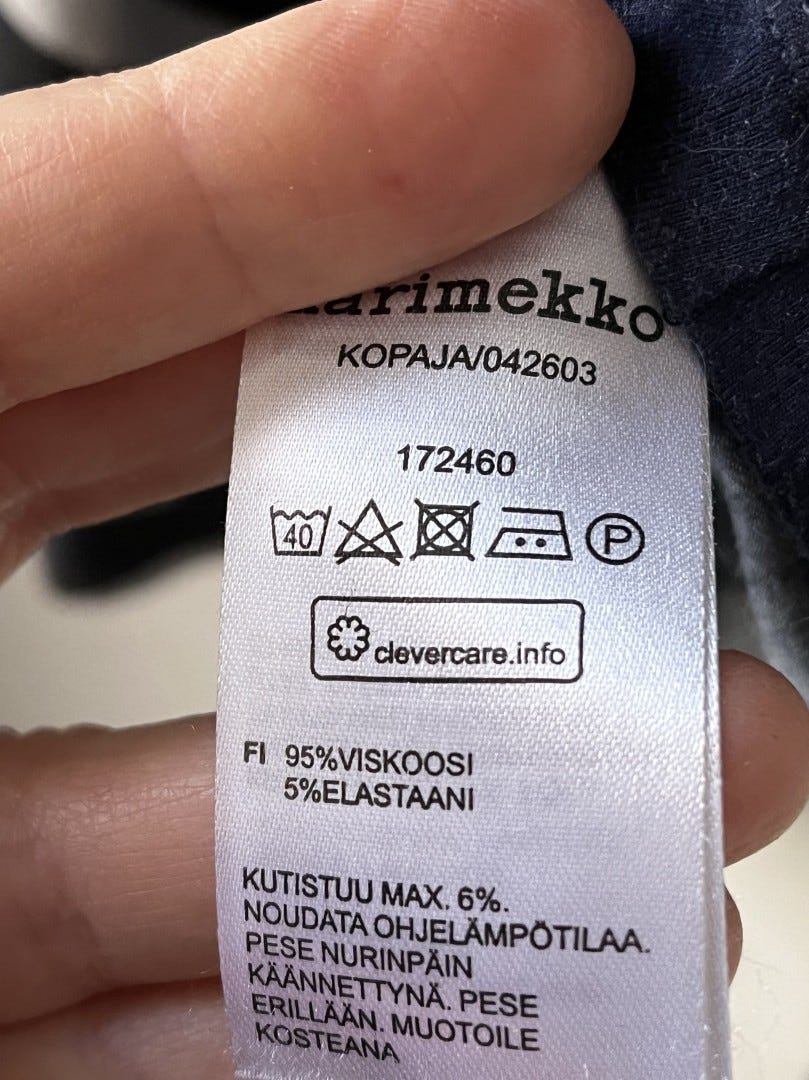 marimekko
KOPAJA/042603
172460
40 P
clevercare.info
FI 95%VISKOOSI
5%ELASTAANI
KUTISTUU MAX. 6%.
NOUDATA OHJELÄMPÖTILAA.
PESE NURINPÄIN
KÄÄNNETTYNÄ. PESE
ERILLÄÄN. MUOTOILE
KOSTEANA